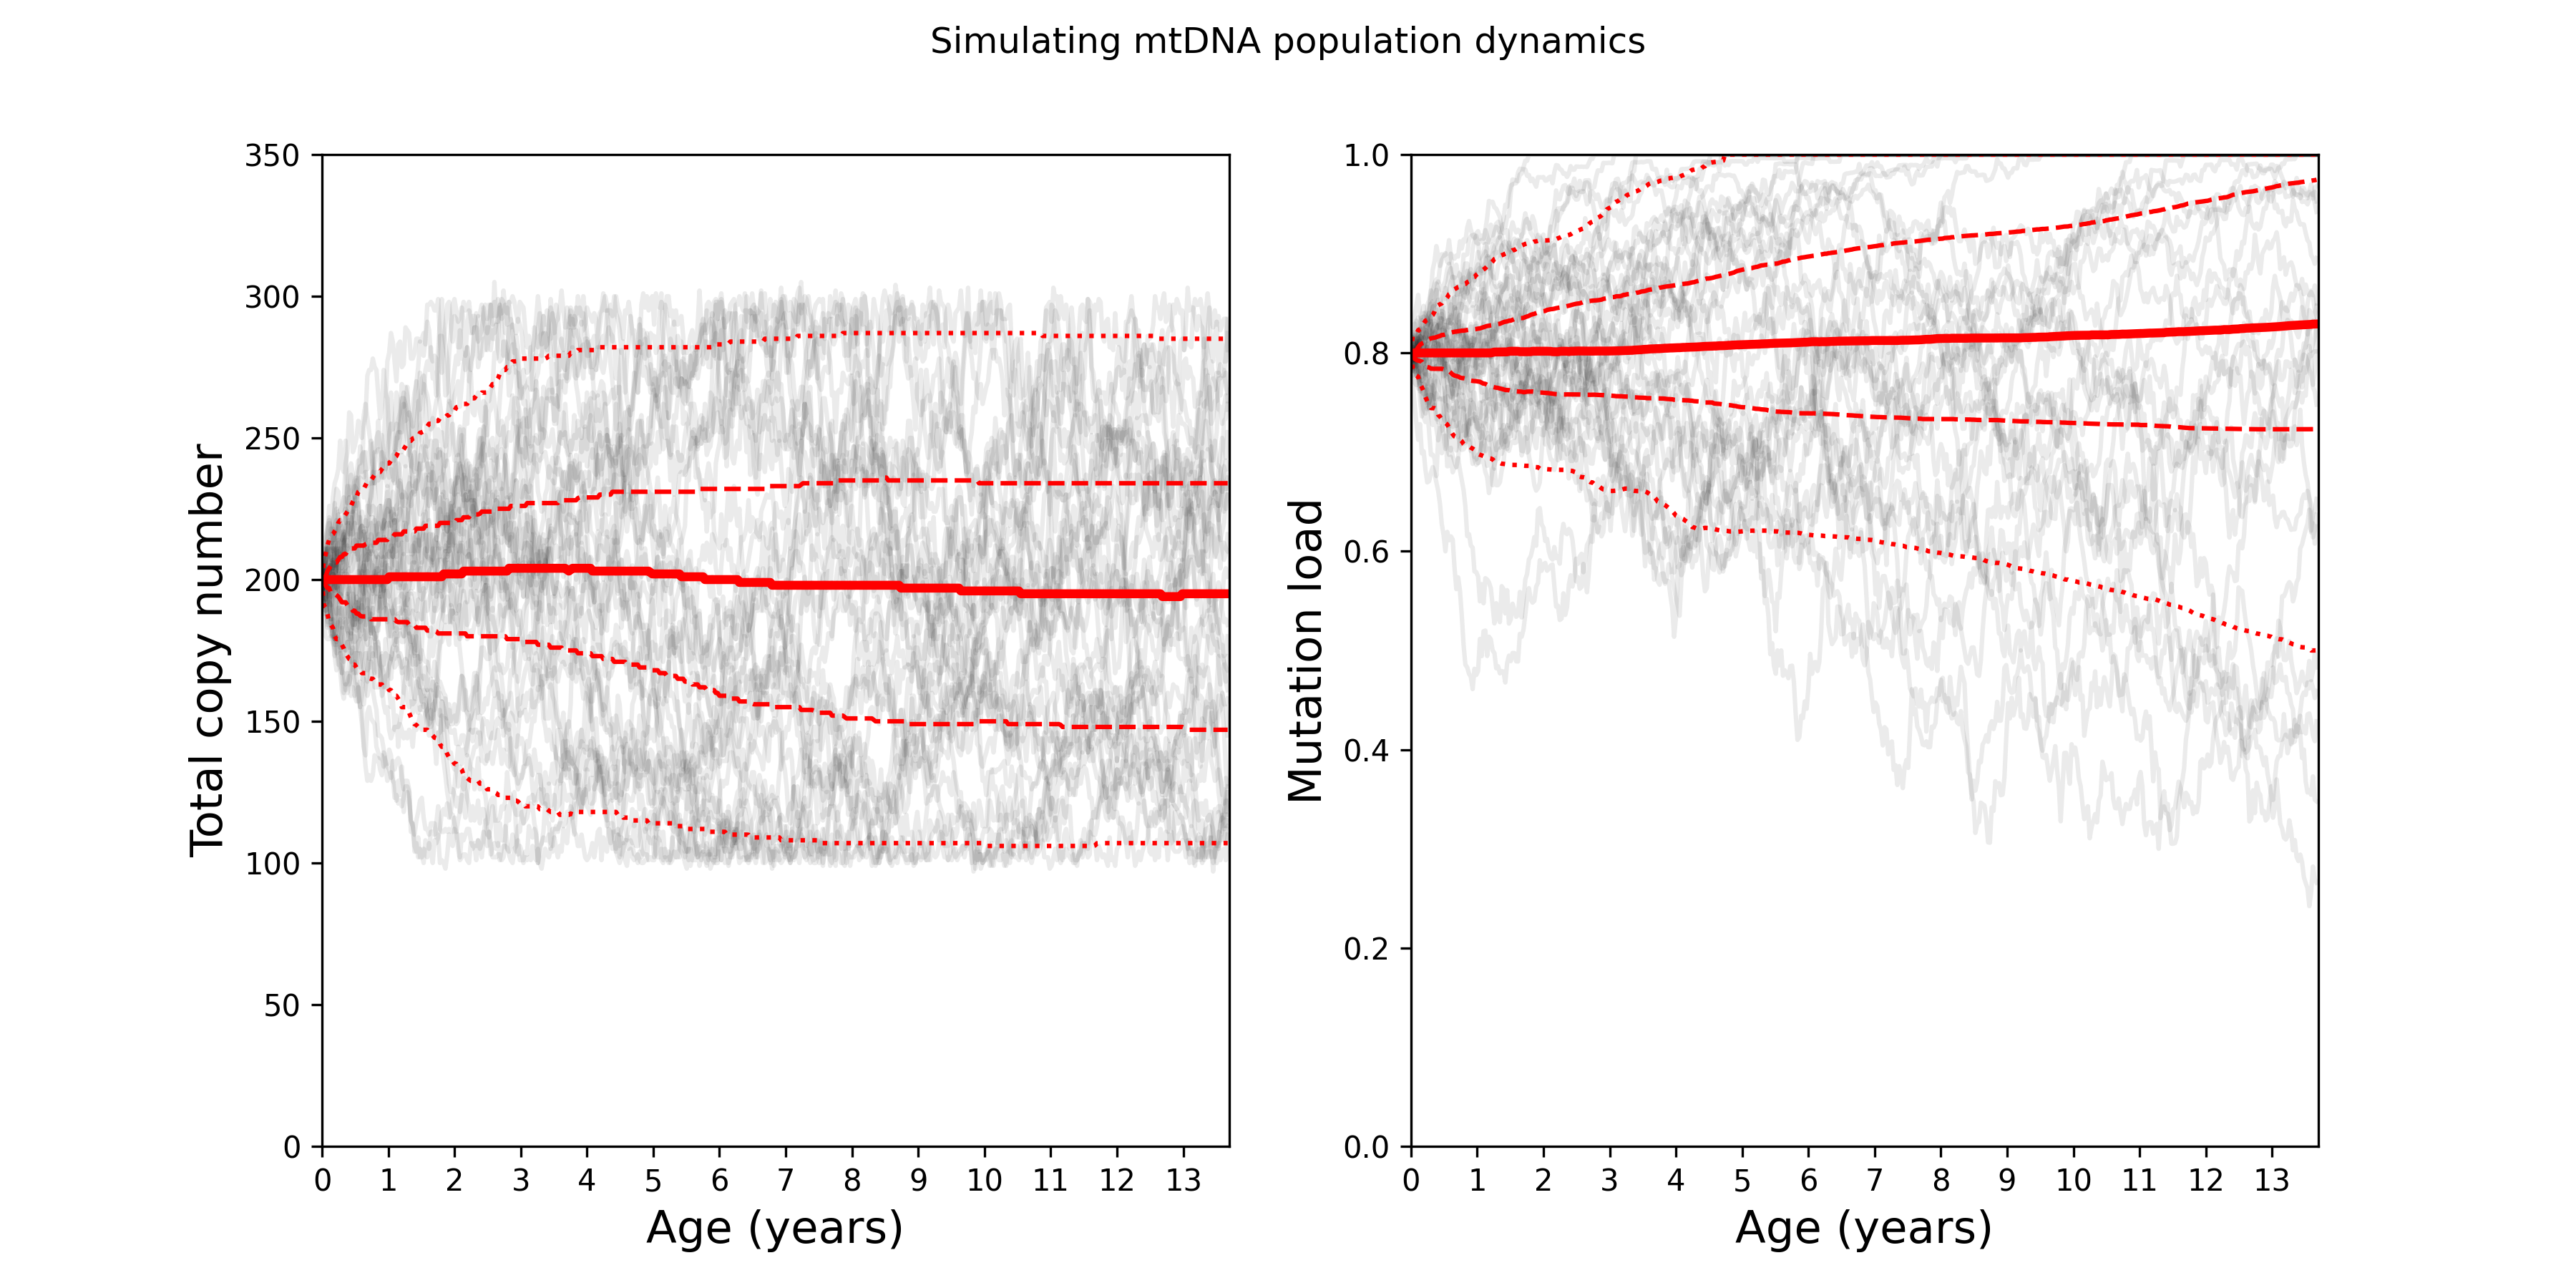 Simulating mtDNA population dynamics
Total copy number
350
300
250
200
150
100
50
0
0 1 2 3 4 5 6 7 8 9 10 11 12 13
Age (years)
Mutation load
1.0
0.8
0.6
0.4
0.2
0.0
0 1 2 3 4 5 6 7 8 9 10 11 12 13
Age (years)